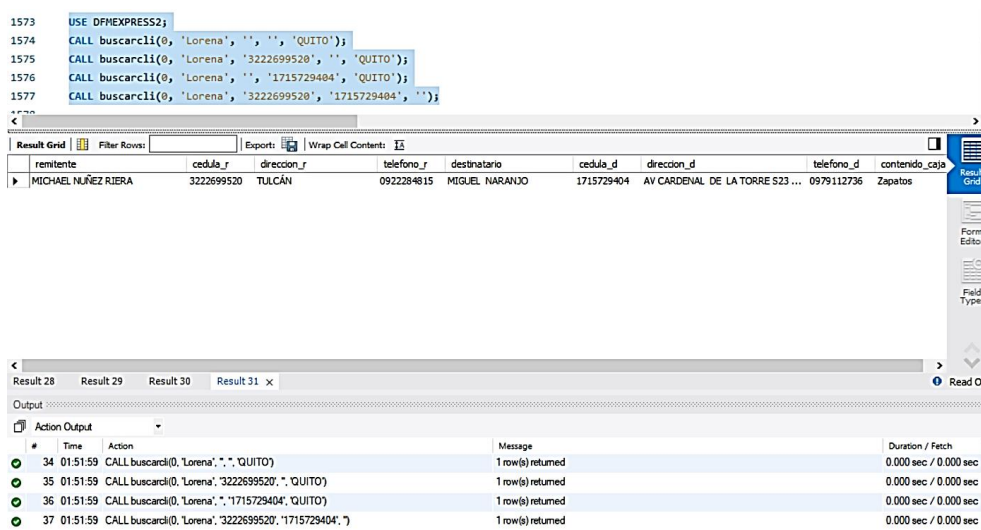 1573 USE DFMEXPRESS2;
1574 CALL buscarcli(0, 'Lorena', '', '', 'QUITO');
1575 CALL buscarcli(0, 'Lorena', '3222699520', '', 'QUITO');
1576 CALL buscarcli(0, 'Lorena', '', '1715729404', 'QUITO');
1577 CALL buscarcli(0, 'Lorena', '3222699520', '1715729404', '');
Result Grid Filter Rows: Export: Wrap Cell Content:
remitente cedula_r direccion_r telefono_r destinatario cedula_d direccion_d telefono_d contenido_caja
MICHAEL NUÑEZ RIERA 3222699520 TULCÁN 0922284815 MIGUEL NARANJO 1715729404 AV CARDENAL DE LA TORRE S23 ... 0979112736 Zapatos
Result
Grid
Form
Edito
Field
Type
Result 28 Result 29 Result 30 Result 31 ×
Read O
Output
Action Output
# Time Action Message Duration / Fetch
34 01:51:59 CALL buscarcli(0, 'Lorena', '', '', 'QUITO') 1 row(s) returned 0.000 sec / 0.000 sec
35 01:51:59 CALL buscarcli(0, 'Lorena', '3222699520', '', 'QUITO') 1 row(s) returned 0.000 sec / 0.000 sec
36 01:51:59 CALL buscarcli(0, 'Lorena', '', '1715729404', 'QUITO') 1 row(s) returned 0.000 sec / 0.000 sec
37 01:51:59 CALL buscarcli(0, 'Lorena', '3222699520', '1715729404', '') 1 row(s) returned 0.000 sec / 0.000 sec